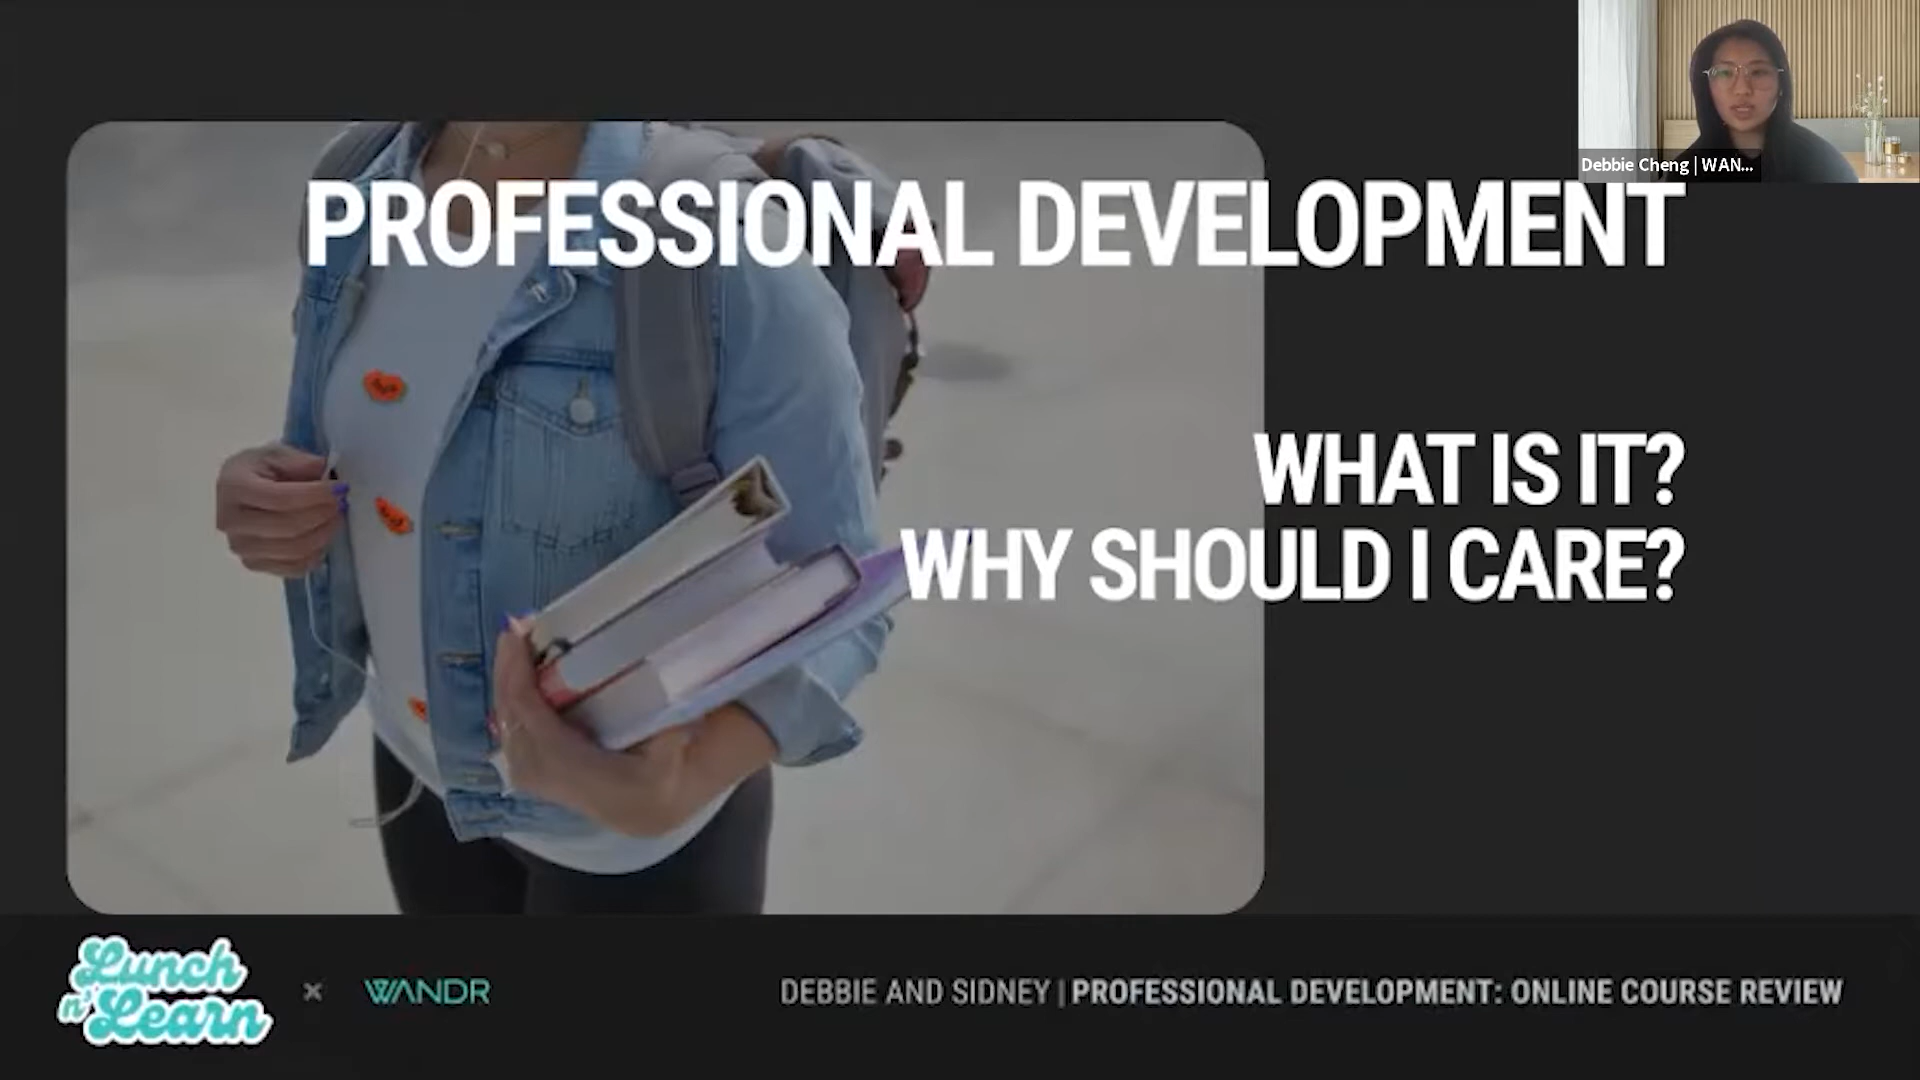 Debbie Cheng | WAN...
PROFESSIONAL DEVELOPMENT
WHAT IS IT?
WHY SHOULD I CARE?
Lunch
n' Learn
× WANDR
DEBBIE AND SIDNEY | PROFESSIONAL DEVELOPMENT: ONLINE COURSE REVIEW